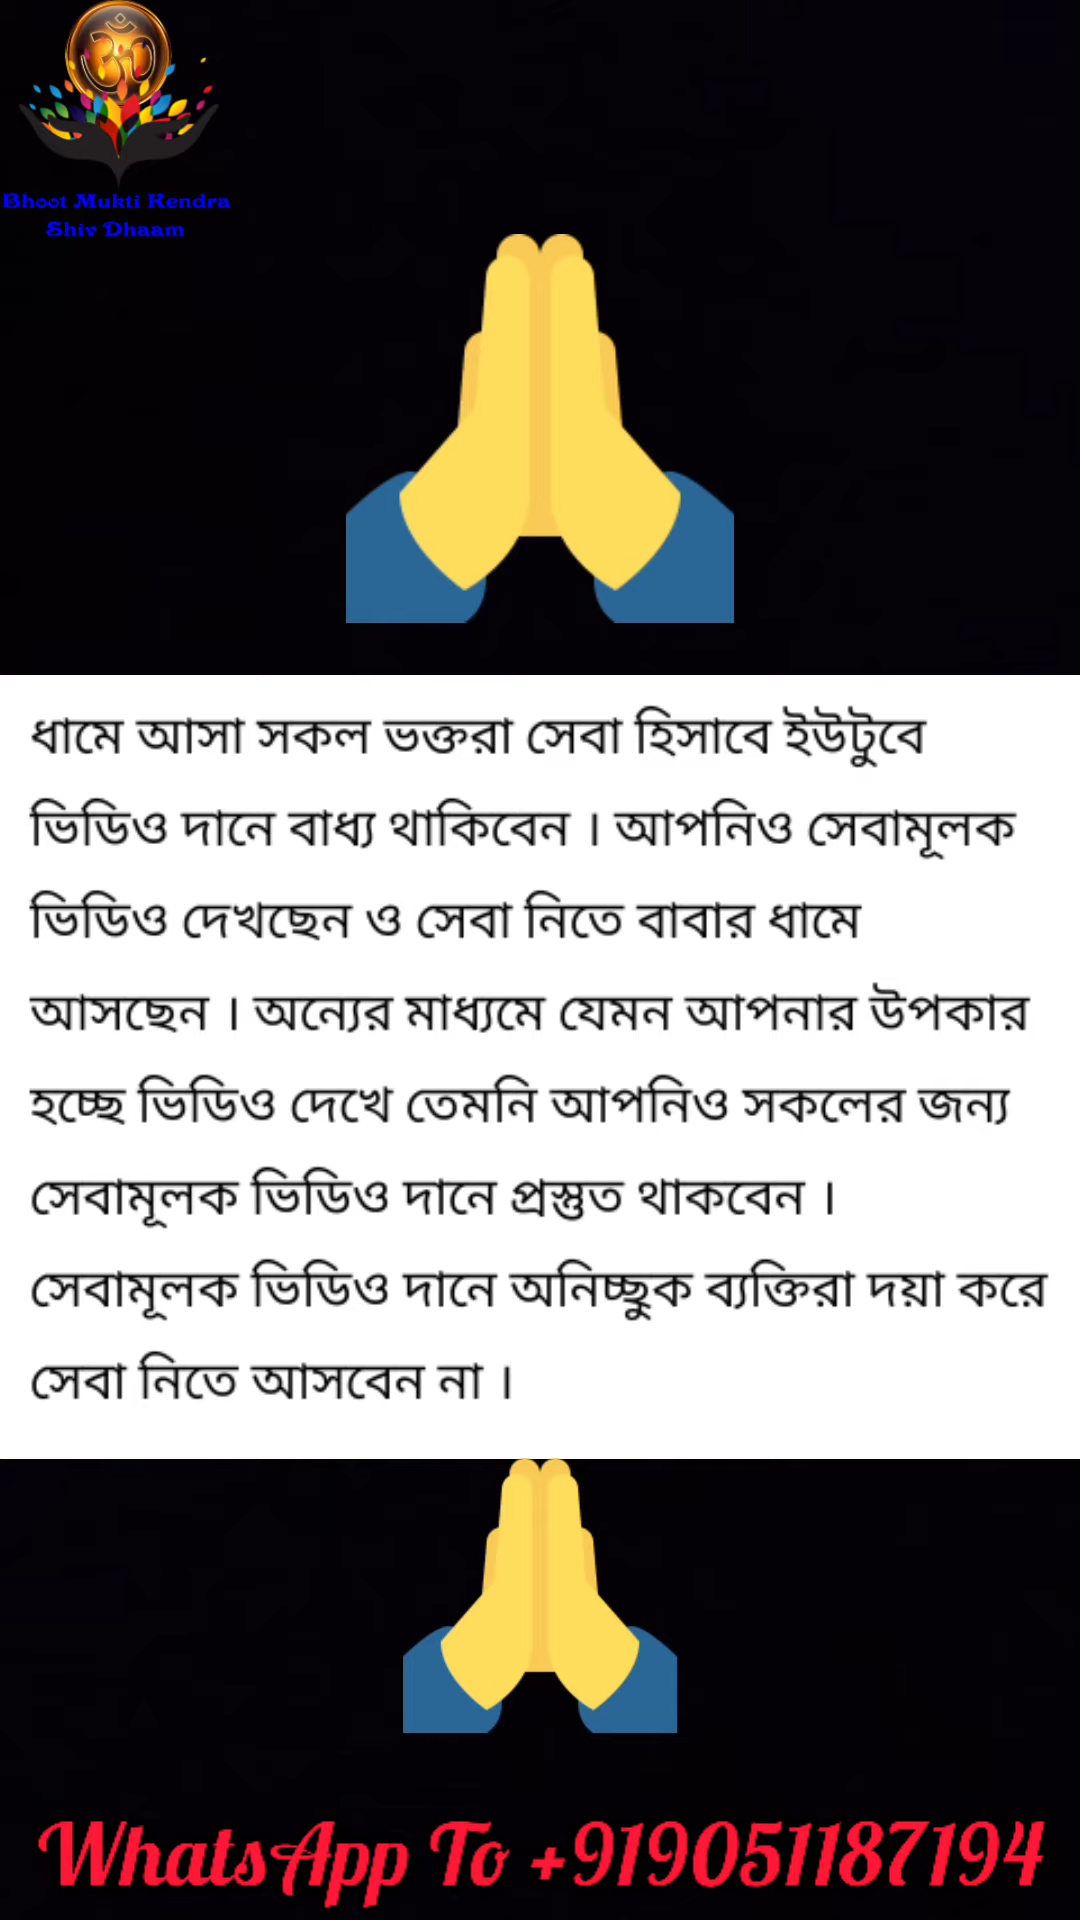 Bhoot Mukti Kendra
Shiv Dhaam
ধামে আসা সকল ভক্তরা সেবা হিসাবে ইউটুবে
ভিডিও দানে বাধ্য থাকিবেন । আপনিও সেবামূলক
ভিডিও দেখছেন ও সেবা নিতে বাবার ধামে
আসছেন । অন্যের মাধ্যমে যেমন আপনার উপকার
হচ্ছে ভিডিও দেখে তেমনি আপনিও সকলের জন্য
সেবামূলক ভিডিও দানে প্রস্তুত থাকবেন ।
সেবামূলক ভিডিও দানে অনিচ্ছুক ব্যক্তিরা দয়া করে
সেবা নিতে আসবেন না ।
WhatsApp To +919051187194